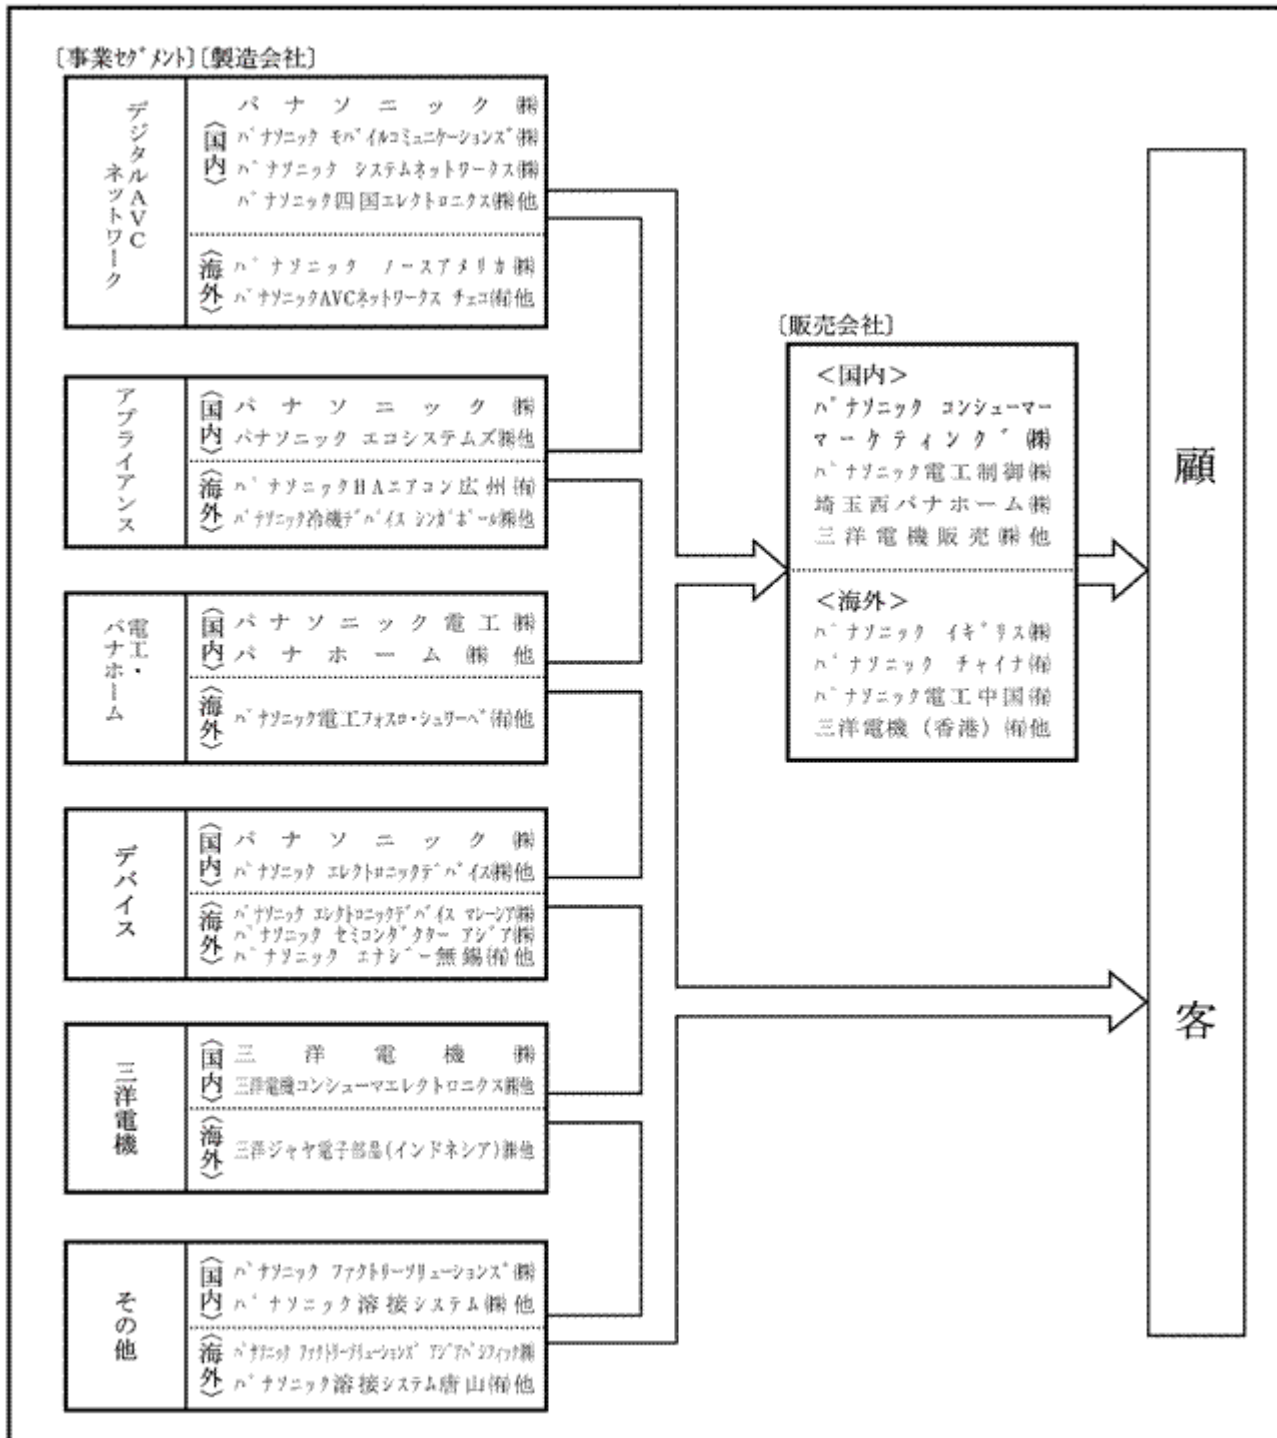 〔事業ｾｸﾞﾒﾝﾄ〕〔製造会社〕
デジタルAVC
ネットワーク
〈国内〉
パナソニック㈱
ﾊﾟﾅｿﾆｯｸ ﾓﾊﾞｲﾙｺﾐｭﾆｹｰｼｮﾝｽﾞ㈱
ﾊﾟﾅｿﾆｯｸ システムネットワークス㈱
ﾊﾟﾅｿﾆｯｸ四国エレクトロニクス㈱他
〈海外〉
ﾊﾟﾅｿﾆｯｸ ノースアメリカ㈱
ﾊﾟﾅｿﾆｯｸAVCネットワークス チェコ㈲他
アプライアンス
〈国内〉
パナソニック㈱
パナソニック エコシステムズ㈱他
〈海外〉
ﾊﾟﾅｿﾆｯｸHAエアコン広州㈲
ﾊﾟﾅｿﾆｯｸ冷機ﾃﾞﾊﾞｲｽ ｼﾝｶﾞﾎﾟｰﾙ㈱他
電工・
パナホーム
〈国内〉
パナソニック電工㈱
パナホーム㈱他
〈海外〉
ﾊﾟﾅｿﾆｯｸ電工フォスロ・シュワーベ㈲他
デバイス
〈国内〉
パナソニック㈱
ﾊﾟﾅｿﾆｯｸ ｴﾚｸﾄﾛﾆｯｸﾃﾞﾊﾞｲｽ㈱他
〈海外〉
ﾊﾟﾅｿﾆｯｸ ｴﾚｸﾄﾛﾆｯｸﾃﾞﾊﾞｲｽ ﾏﾚｰｼｱ㈱
ﾊﾟﾅｿﾆｯｸ セミコンダクター アジア㈱
ﾊﾟﾅｿﾆｯｸ エナジー無錫㈲他
三洋電機
〈国内〉
三洋電機㈱
三洋電機コンシューマエレクトロニクス㈱他
〈海外〉
三洋ジャヤ電子部品(インドネシア)㈱他
その他
〈国内〉
ﾊﾟﾅｿﾆｯｸ ﾌｧｸﾄﾘｰｿﾘｭｰｼｮﾝｽﾞ㈱
ﾊﾟﾅｿﾆｯｸ溶接システム㈱他
〈海外〉
ﾊﾟﾅｿﾆｯｸ ﾌｧｸﾄﾘｰｿﾘｭｰｼｮﾝｽﾞ ｱｼﾞｱﾊﾟｼﾌｨｯｸ㈱
ﾊﾟﾅｿﾆｯｸ溶接システム唐山㈲他
〔販売会社〕
＜国内＞
ﾊﾟﾅｿﾆｯｸ コンシューマー
マーケティング㈱
ﾊﾟﾅｿﾆｯｸ電工制御㈱
埼玉西パナホーム㈱
三洋電機販売㈱他
＜海外＞
ﾊﾟﾅｿﾆｯｸ イギリス㈱
ﾊﾟﾅｿﾆｯｸ チャイナ㈲
ﾊﾟﾅｿﾆｯｸ電工中国㈲
三洋電機（香港）㈲他
顧客